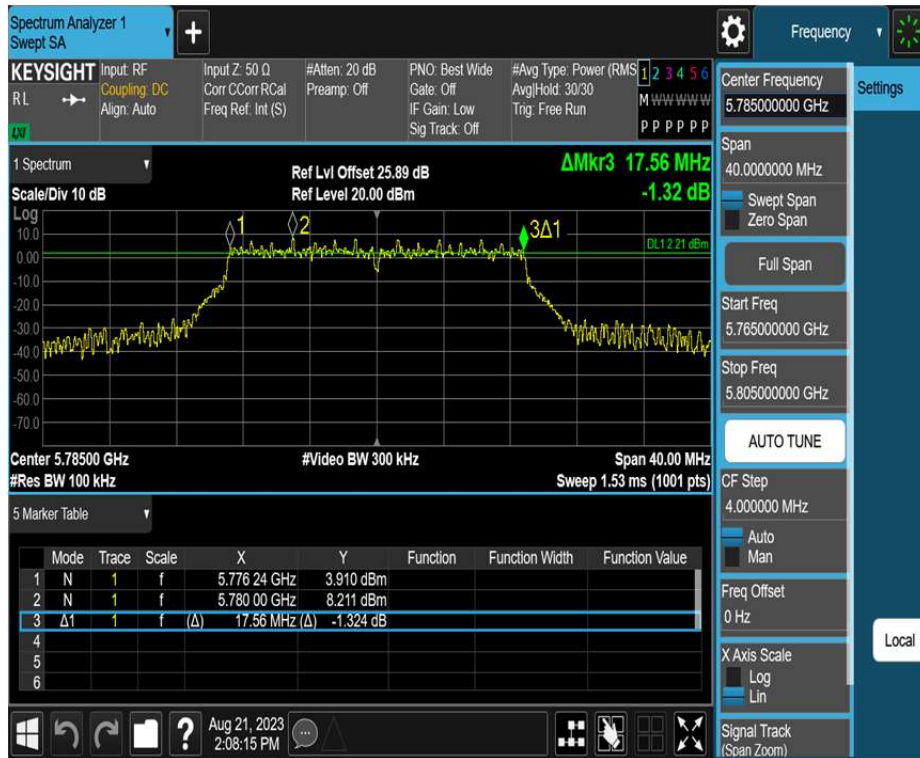 Spectrum Analyzer 1
Swept SA
+
Frequency
KEYSIGHT
RL
LXI
Input: RF
Coupling: DC
Align: Auto
Input Z: 50 Ω
Corr CCorr RCal
Freq Ref: Int (S)
#Atten: 20 dB
Preamp: Off
PNO: Best Wide
Gate: Off
IF Gain: Low
Sig Track: Off
#Avg Type: Power (RMS
Avg|Hold: 30/30
Trig: Free Run
1 2 3 4 5 6
M W W W W W
P P P P P P
1 Spectrum
Scale/Div 10 dB
Ref Lvl Offset 25.89 dB
Ref Level 20.00 dBm
ΔMkr3 17.56 MHz
-1.32 dB
Log
1
2
3Δ1
DL1 2.21 dBm
10.0
0.00
-10.0
-20.0
-30.0
-40.0
-50.0
-60.0
-70.0
Center 5.78500 GHz
#Video BW 300 kHz
Span 40.00 MHz
#Res BW 100 kHz
Sweep 1.53 ms (1001 pts)
5 Marker Table
Mode Trace Scale X Y Function Function Width Function Value
1 N 1 f 5.776 24 GHz 3.910 dBm
2 N 1 f 5.780 00 GHz 8.211 dBm
3 Δ1 1 f (Δ) 17.56 MHz (Δ) -1.324 dB
4
5
6
?
Aug 21, 2023
2:08:15 PM
Center Frequency
5.785000000 GHz
Span
40.0000000 MHz
Swept Span
Zero Span
Full Span
Start Freq
5.765000000 GHz
Stop Freq
5.805000000 GHz
AUTO TUNE
CF Step
4.000000 MHz
Auto
Man
Freq Offset
0 Hz
X Axis Scale
Log
Lin
Signal Track
(Span Zoom)
Settings
Local